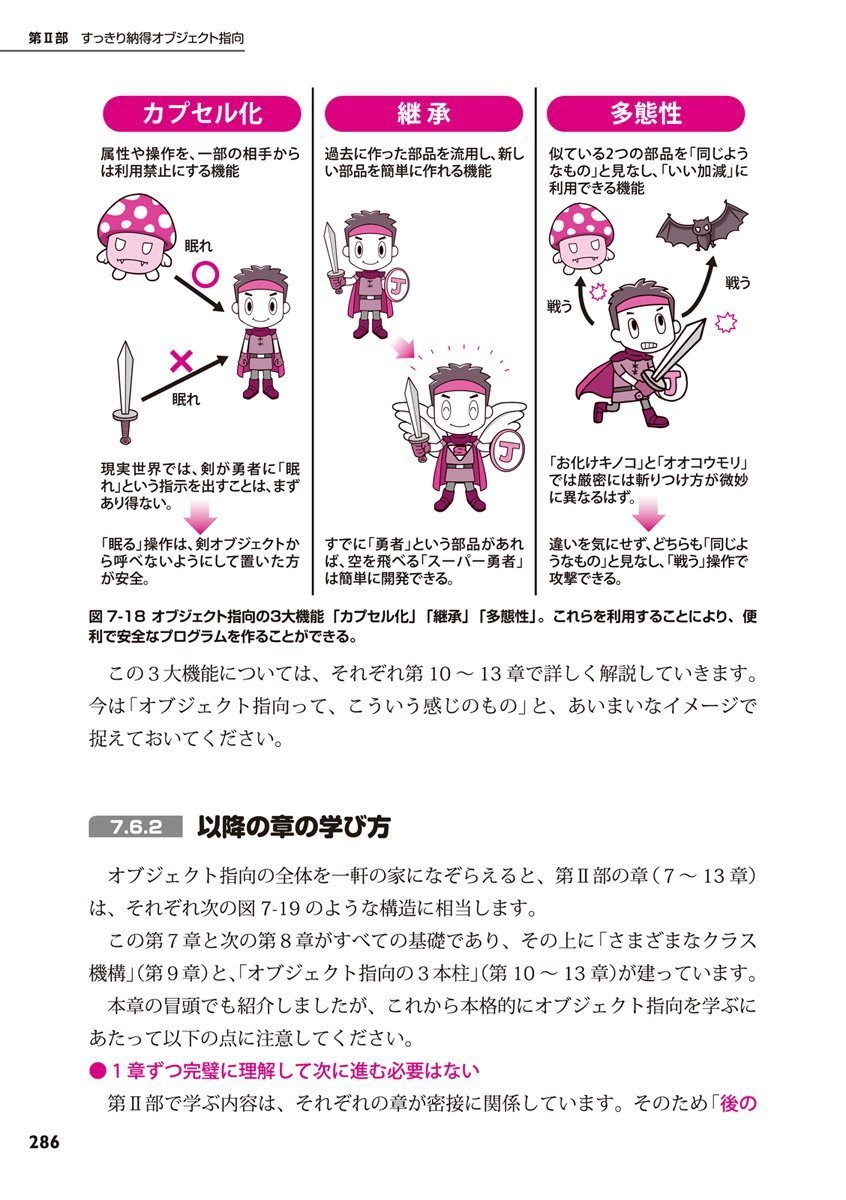 第Ⅱ部 すっきり納得オブジェクト指向
カプセル化
属性や操作を、一部の相手から
は利用禁止にする機能
眠れ
眠れ
現実世界では、剣が勇者に「眠
れ」という指示を出すことは、まず
あり得ない。
「眠る」操作は、剣オブジェクトか
ら呼べないようにして置いた方
が安全。
継承
過去に作った部品を流用し、新し
い部品を簡単に作れる機能
J
J
S
すでに「勇者」という部品があれ
ば、空を飛べる「スーパー勇者」
は簡単に開発できる。
多態性
似ている2つの部品を「同じよう
なもの」と見なし、「いい加減」に
利用できる機能
戦う
戦う
J
「お化けキノコ」と「オオコウモリ」
では厳密には斬りつけ方が微妙
に異なるはず。
違いを気にせず、どちらも「同じよ
うなもの」と見なし、「戦う」操作で
攻撃できる。
図 7-18 オブジェクト指向の3大機能 「カプセル化」 「継承」 「多態性」。これらを利用することにより、便
利で安全なプログラムを作ることができる。
この３大機能については、それぞれ第 10 ～ 13 章で詳しく解説していきます。
今は「オブジェクト指向って、こういう感じのもの」と、あいまいなイメージで
捉えておいてください。
7.6.2 以降の章の学び方
オブジェクト指向の全体を一軒の家になぞらえると、第Ⅱ部の章（７～ 13 章）
は、それぞれ次の図 7-19 のような構造に相当します。
この第７章と次の第８章がすべての基礎であり、その上に「さまざまなクラス
機構」（第９章）と、「オブジェクト指向の３本柱」（第 10 ～ 13 章）が建っています。
本章の冒頭でも紹介しましたが、これから本格的にオブジェクト指向を学ぶに
あたって以下の点に注意してください。
●１章ずつ完璧に理解して次に進む必要はない
第Ⅱ部で学ぶ内容は、それぞれの章が密接に関係しています。そのため「後の
286